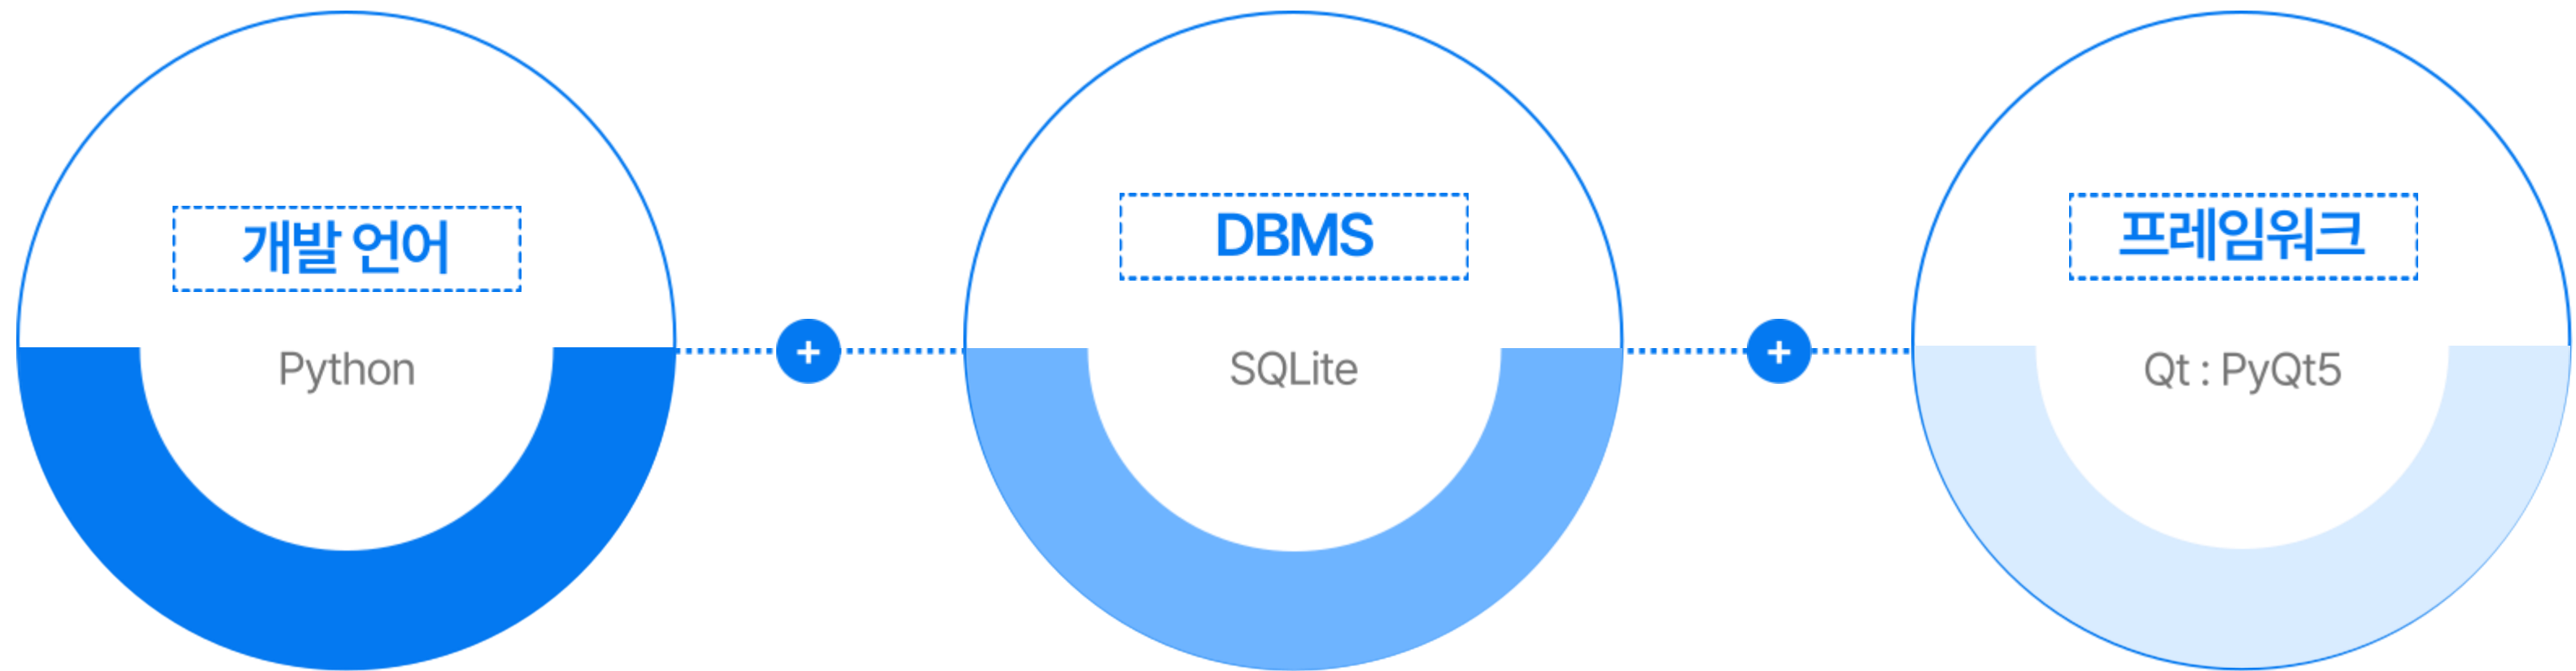 개발 언어
Python
+
DBMS
SQLite
+
프레임워크
Qt : PyQt5